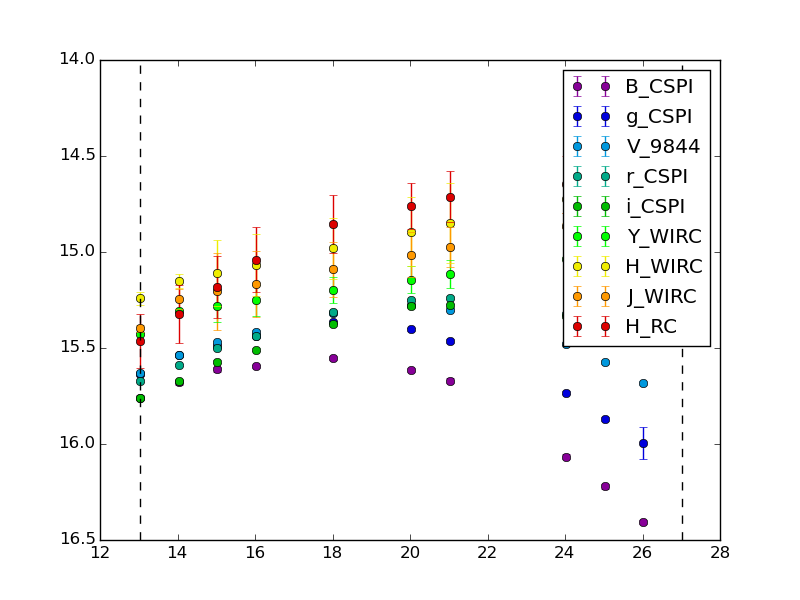 14.0
14.5
15.0
15.5
16.0
16.5
12 14 16 18 20 22 24 26 28
B_CSPI
g_CSPI
V_9844
r_CSPI
i_CSPI
Y_WIRC
H_WIRC
J_WIRC
H_RC